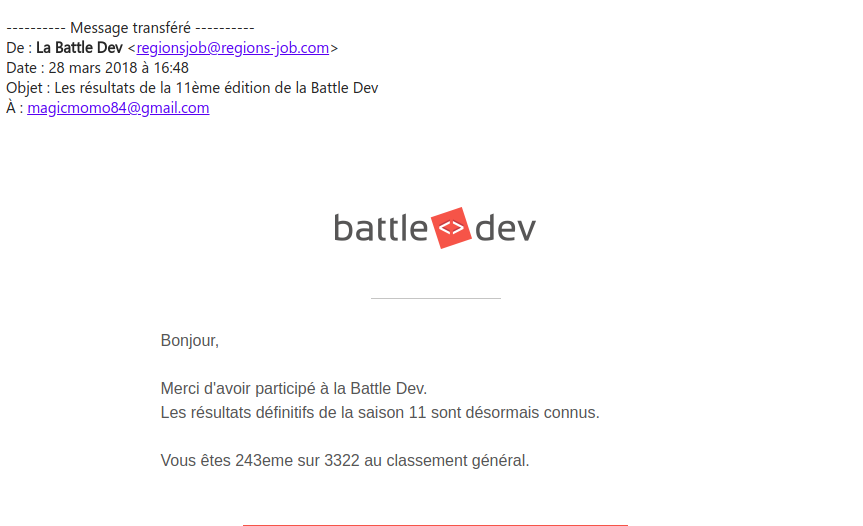 ---------- Message transféré ----------
De : La Battle Dev <regionsjob@regions-job.com>
Date : 28 mars 2018 à 16:48
Objet : Les résultats de la 11ème édition de la Battle Dev
À : magicmomo84@gmail.com
battle <> dev
Bonjour,
Merci d'avoir participé à la Battle Dev.
Les résultats définitifs de la saison 11 sont désormais connus.
Vous êtes 243eme sur 3322 au classement général.